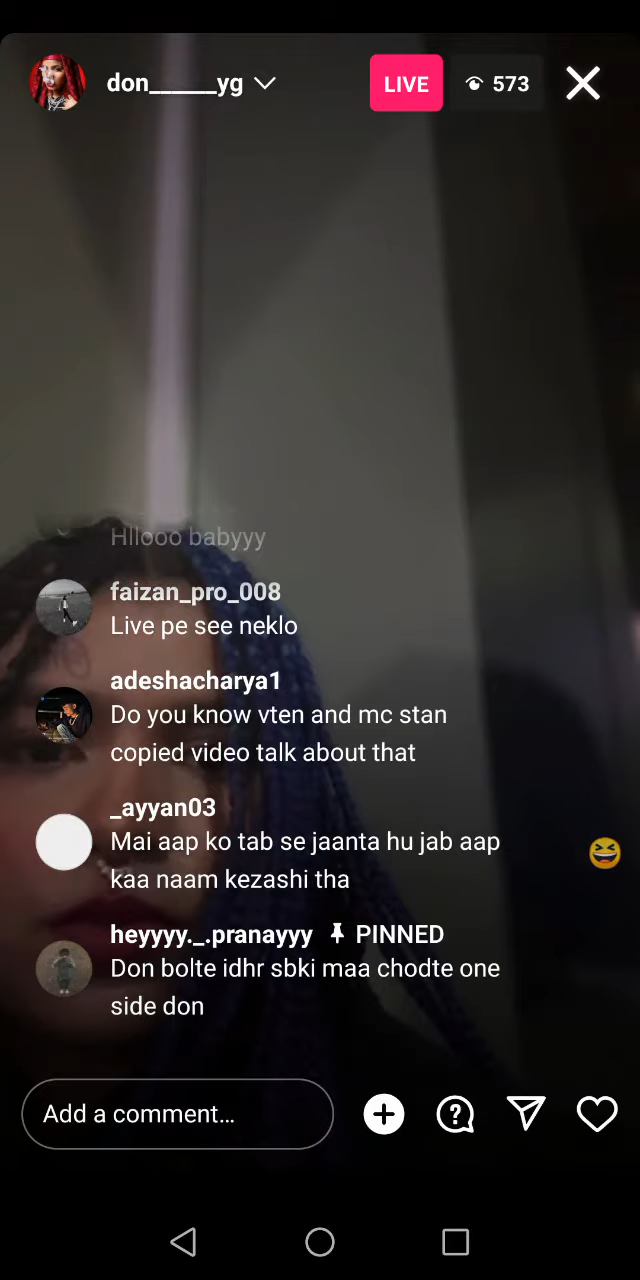 don______yg
LIVE
573
Hllooo babyyy
faizan_pro_008
Live pe see neklo
adeshacharya1
Do you know vten and mc stan
copied video talk about that
_ayyan03
Mai aap ko tab se jaanta hu jab aap
kaa naam kezashi tha
heyyyy._.pranayyy PINNED
Don bolte idhr sbki maa chodte one
side don
Add a comment...